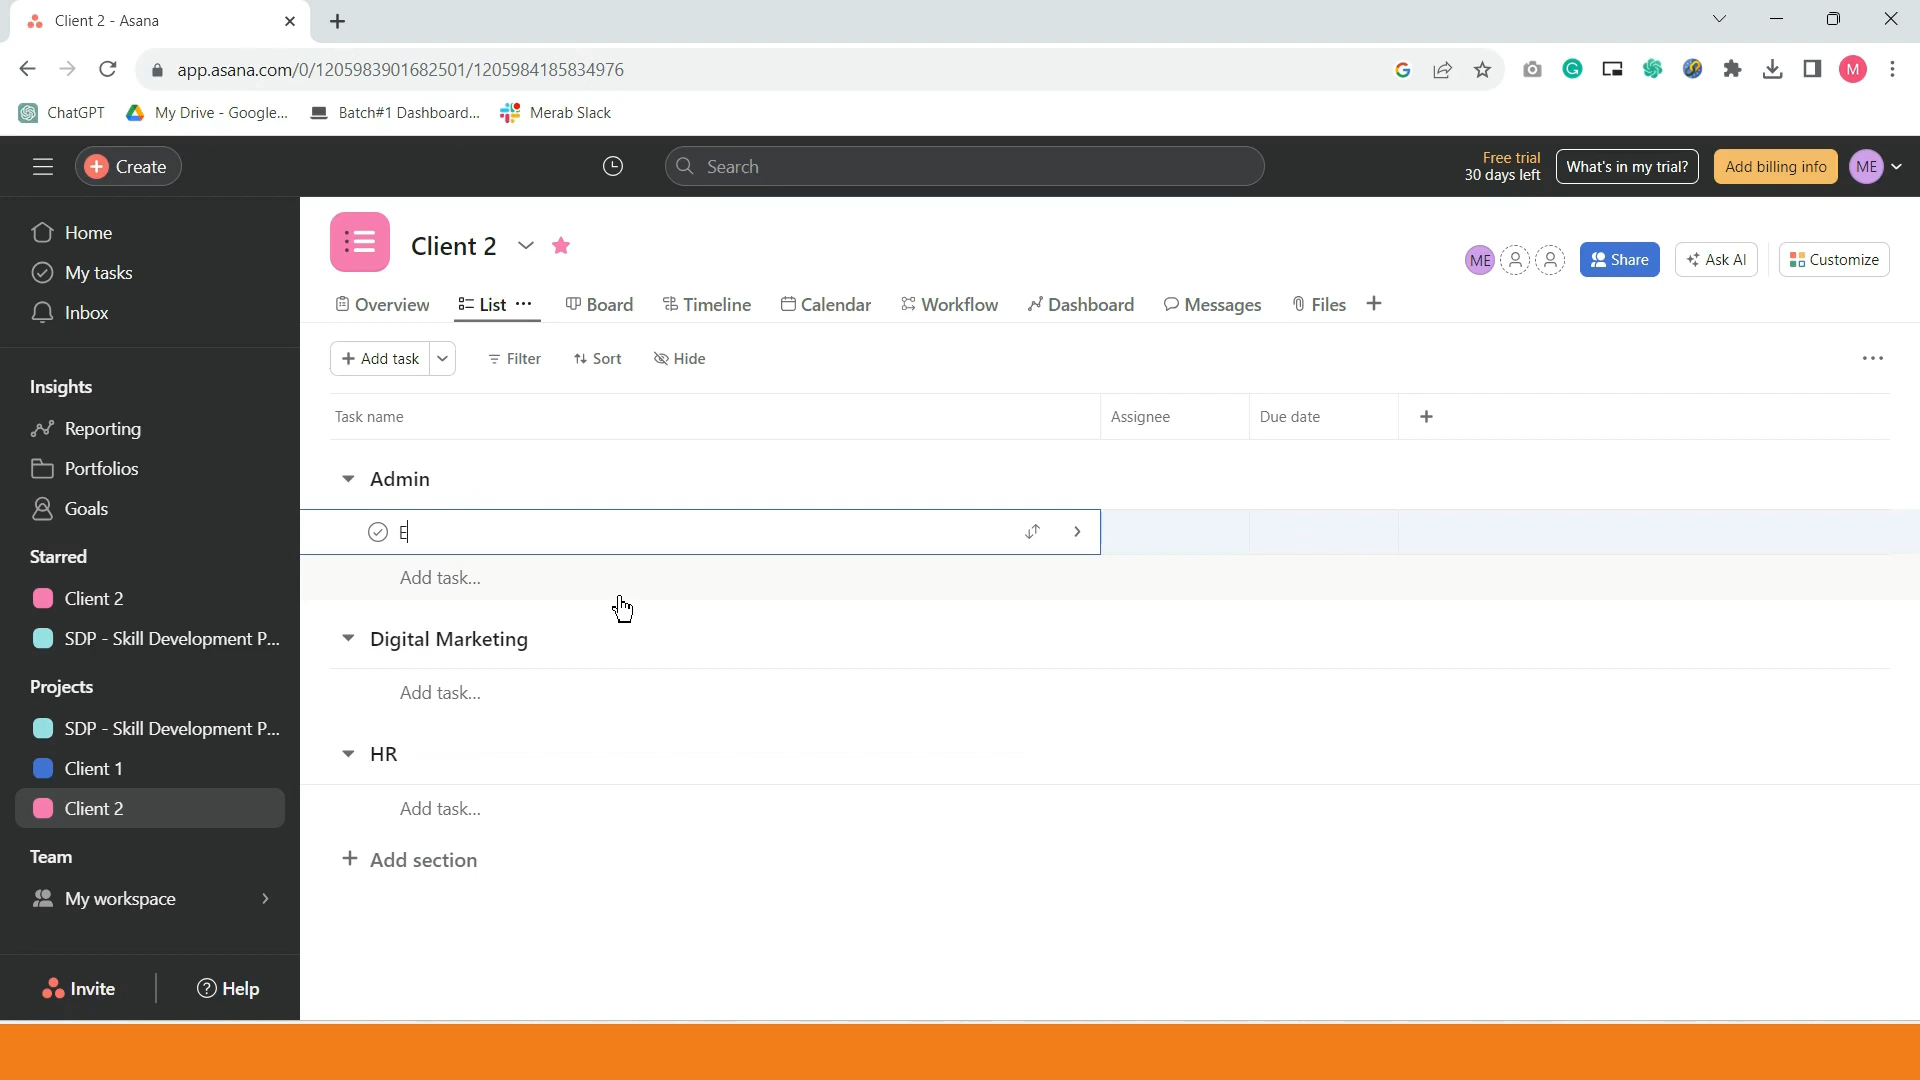 Client 2 - Asana
app.asana.com/0/1205983901682501/1205984185834976
ChatGPT My Drive - Google... Batch#1 Dashboard... Merab Slack
Create
Search
Free trial
30 days left
What's in my trial?
Add billing info
ME
Home
My tasks
Inbox
Insights
Reporting
Portfolios
Goals
Starred
Client 2
SDP - Skill Development P...
Projects
SDP - Skill Development P...
Client 1
Client 2
Team
My workspace
Invite
Help
Client 2
ME
Share
Ask AI
Customize
Overview List Board Timeline Calendar Workflow Dashboard Messages Files
Add task Filter Sort Hide
Task name Assignee Due date
Admin
E
Add task...
Digital Marketing
Add task...
HR
Add task...
Add section